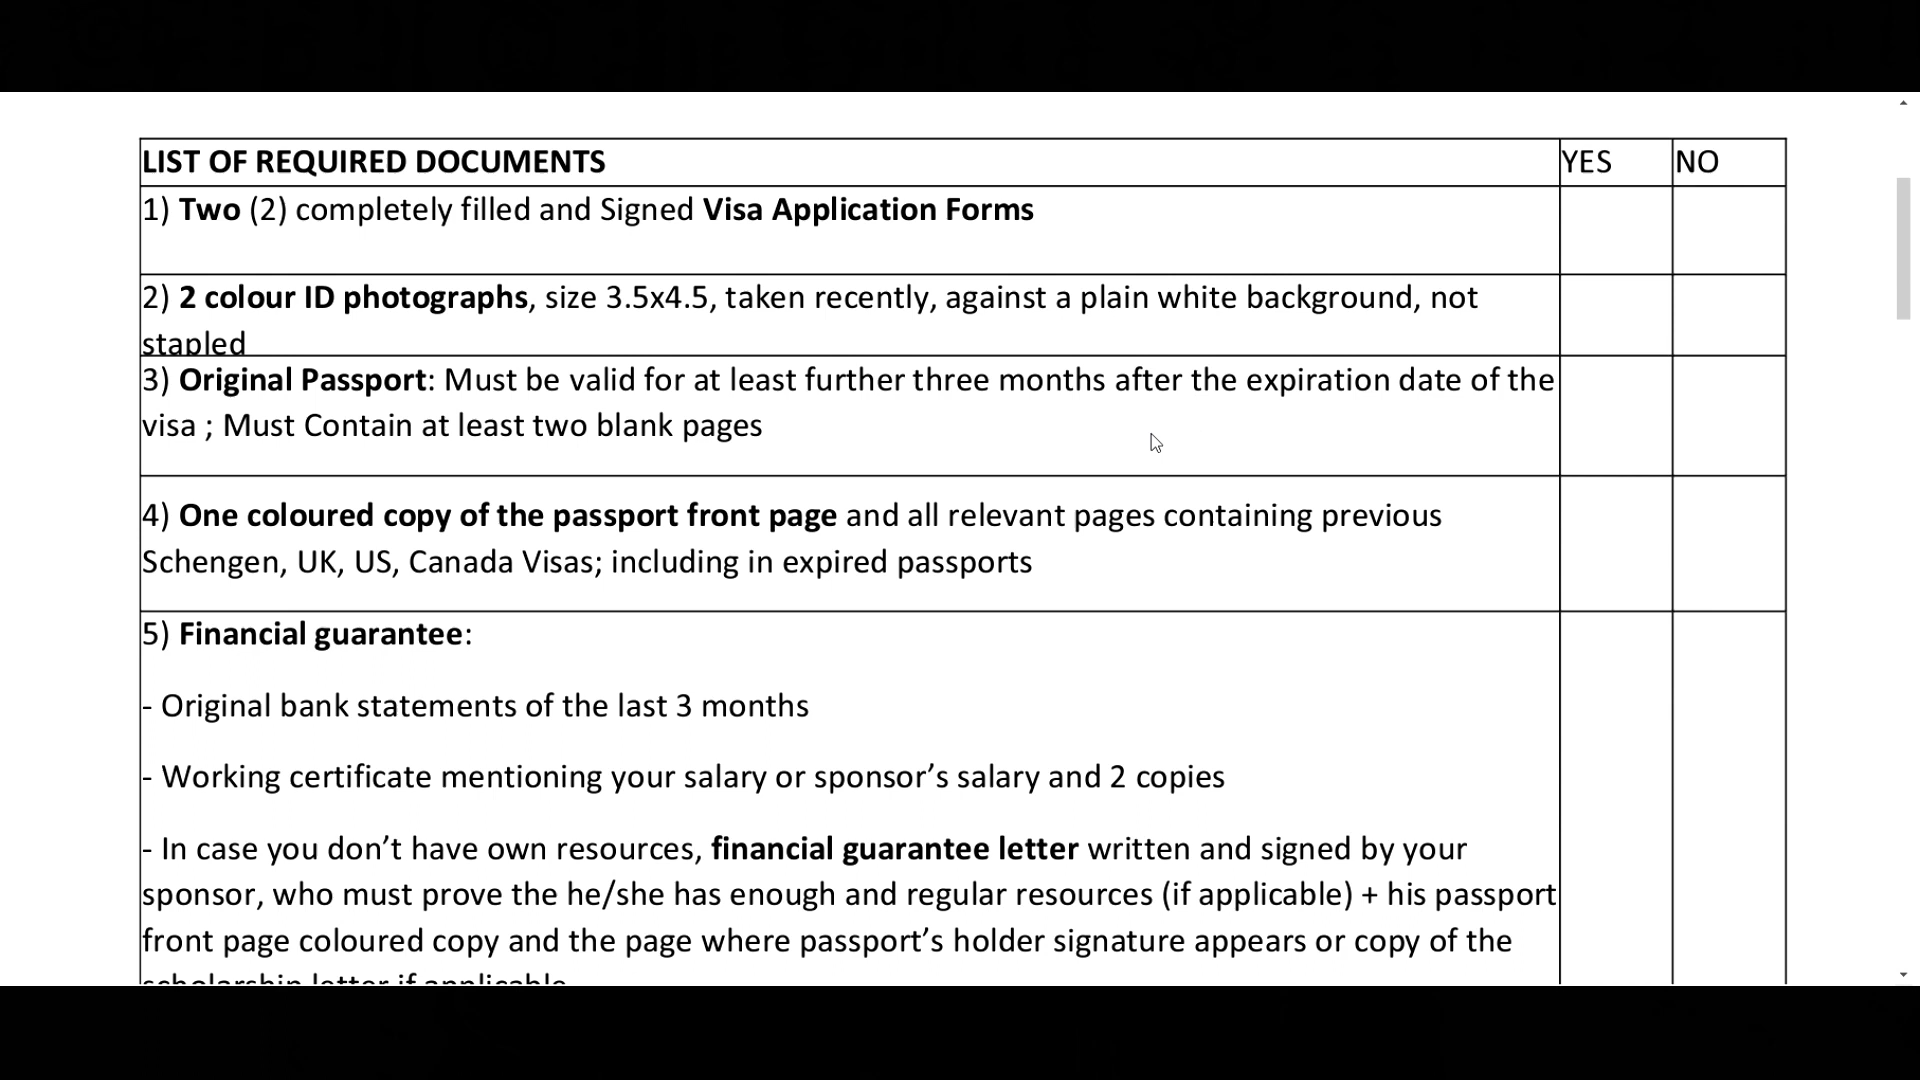 LIST OF REQUIRED DOCUMENTS YES NO
1) Two (2) completely filled and Signed Visa Application Forms
2) 2 colour ID photographs, size 3.5x4.5, taken recently, against a plain white background, not
stapled
3) Original Passport: Must be valid for at least further three months after the expiration date of the
visa ; Must Contain at least two blank pages
4) One coloured copy of the passport front page and all relevant pages containing previous
Schengen, UK, US, Canada Visas; including in expired passports
5) Financial guarantee:
- Original bank statements of the last 3 months
- Working certificate mentioning your salary or sponsor’s salary and 2 copies
- In case you don’t have own resources, financial guarantee letter written and signed by your
sponsor, who must prove the he/she has enough and regular resources (if applicable) + his passport
front page coloured copy and the page where passport’s holder signature appears or copy of the
scholarship letter if applicable